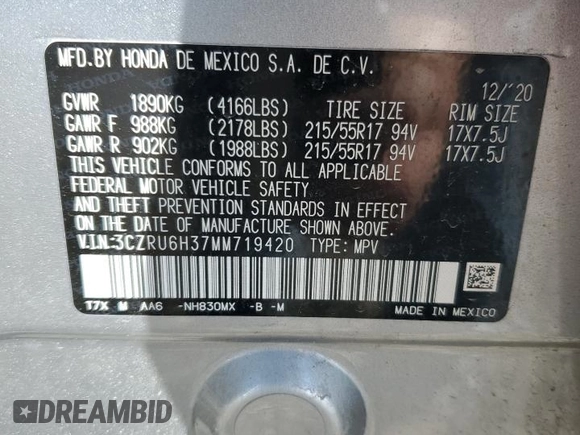 MFD.BY HONDA DE MEXICO S.A. DE C.V.
12/'20
GVWR 1890KG (4166LBS) TIRE SIZE RIM SIZE
GAWR F 988KG (2178LBS) 215/55R17 94V 17X7.5J
GAWR R 902KG (1988LBS) 215/55R17 94V 17X7.5J
THIS VEHICLE CONFORMS TO ALL APPLICABLE
FEDERAL MOTOR VEHICLE SAFETY
AND THEFT PREVENTION STANDARDS IN EFFECT
ON THE DATE OF MANUFACTURE SHOWN ABOVE.
V.I.N.:3CZRU6H37MM719420 TYPE: MPV
T7X M AA6 -NH830MX -B -M
MADE IN MEXICO
DREAMBID